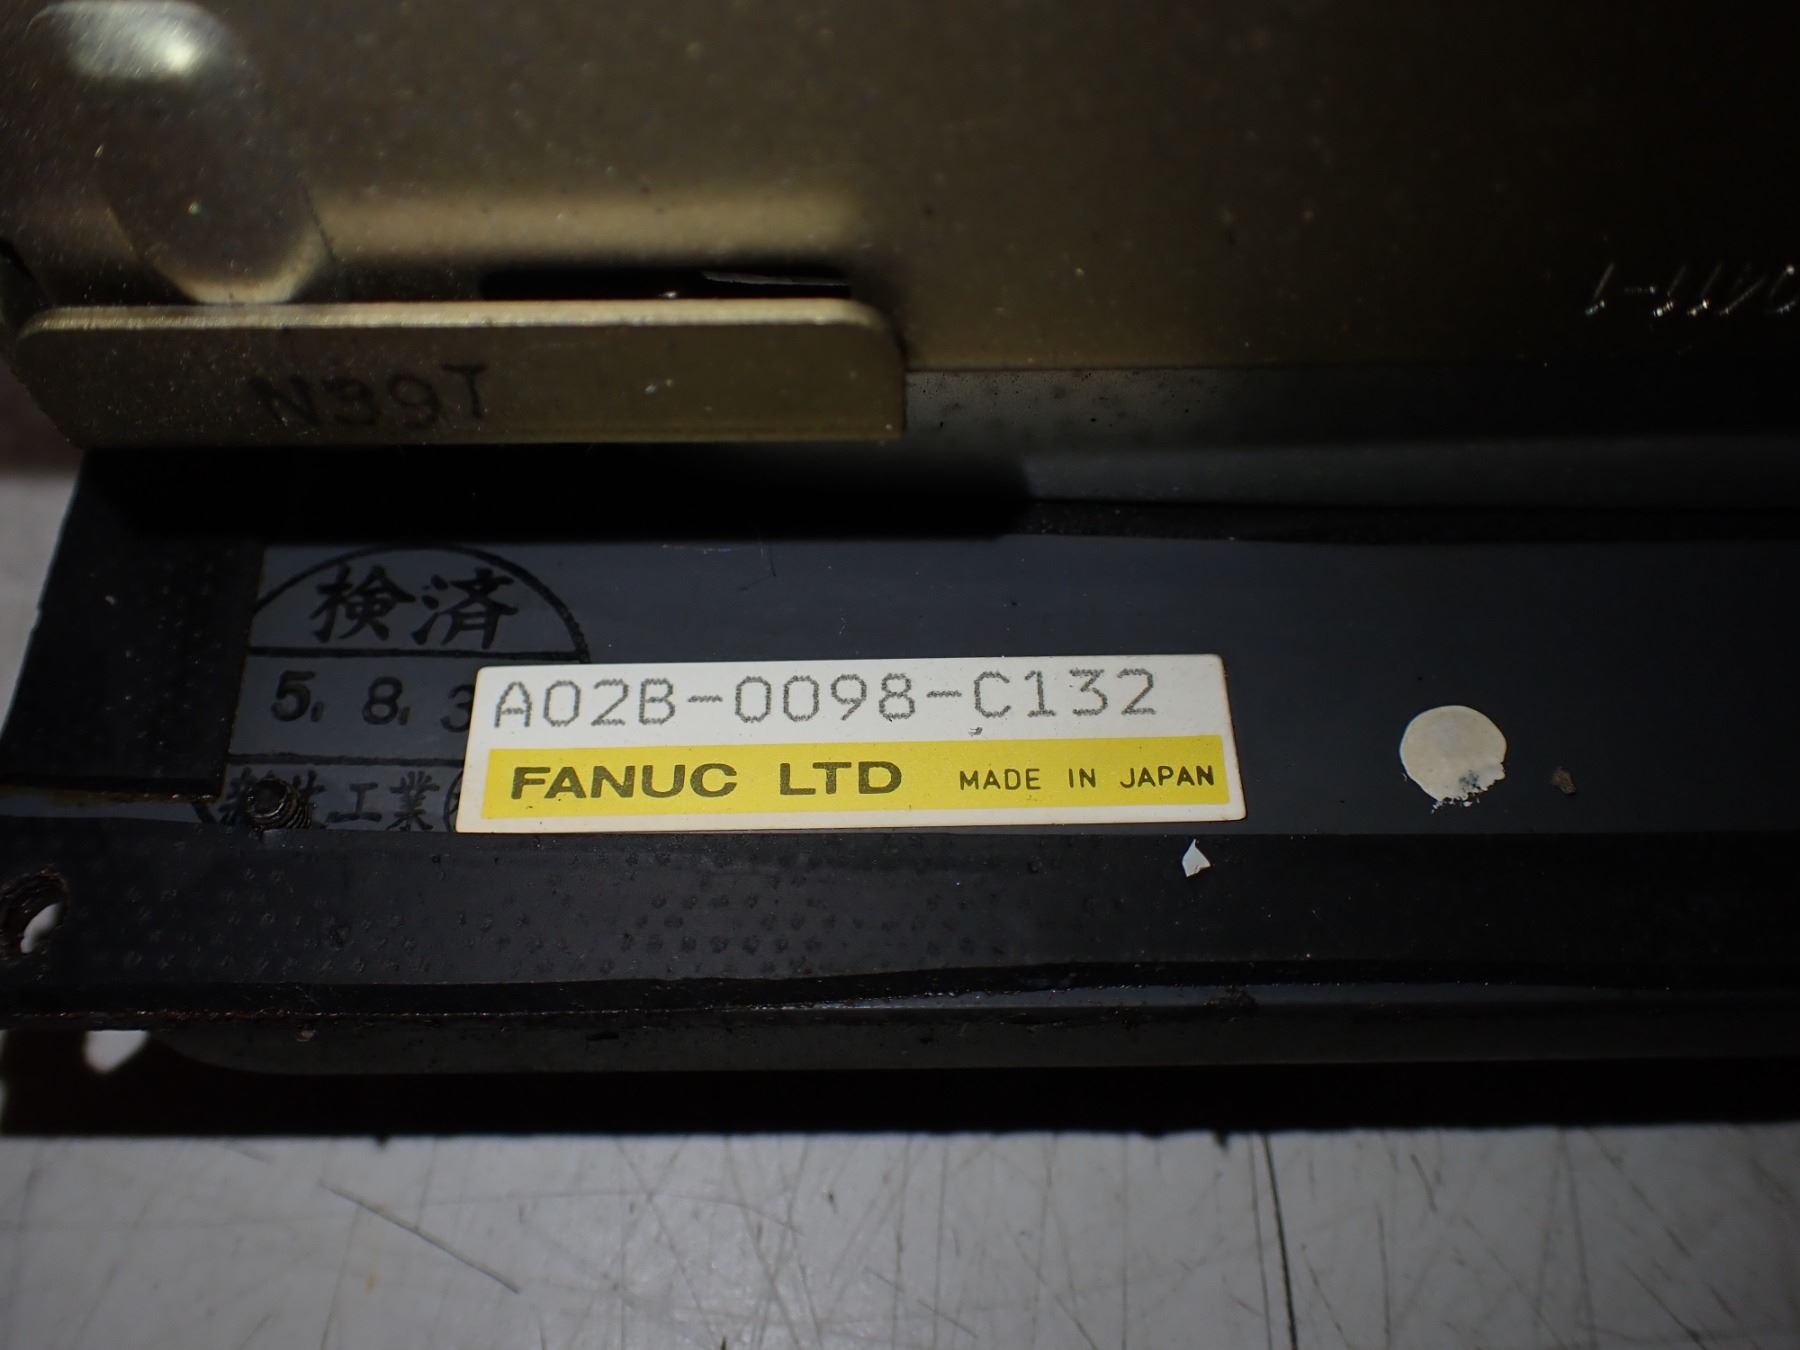 N39T
検済
5. 8. 3
A02B-0098-C132
FANUC LTD MADE IN JAPAN
工業